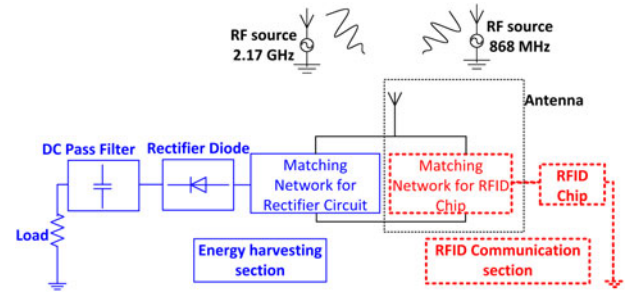 RF source
2.17 GHz
RF source
868 MHz
Antenna
DC Pass Filter
Rectifier Diode
Matching
Network for
Rectifier Circuit
Matching
Network for RFID
Chip
RFID
Chip
Load
Energy harvesting
section
RFID Communication
section